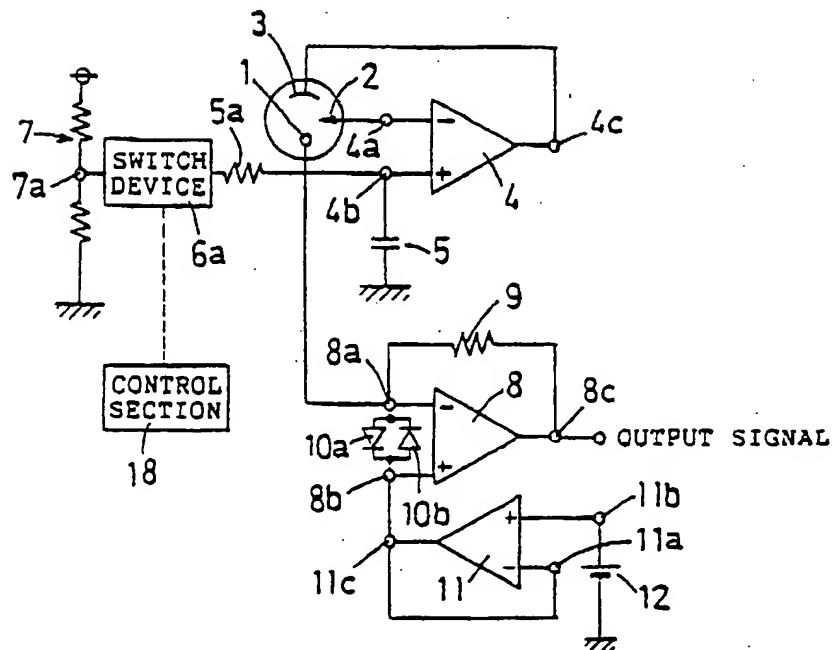 3
1
2
5a
7
4a
4c
SWITCH
DEVICE
7a
4b
4
6a
5
9
8a
8
8c
CONTROL
SECTION
10a
OUTPUT SIGNAL
18
8b
10b
11b
11a
11c
11
12